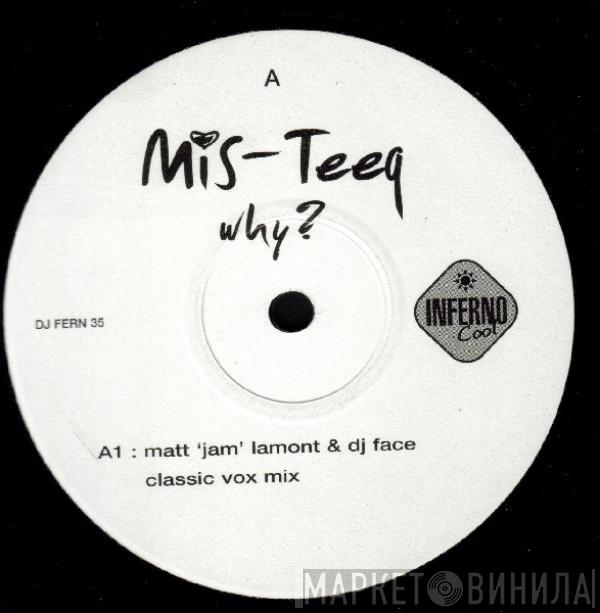 A
Mis-Teeq
why?
DJ FERN 35
INFERNO
Cool
A1 : matt ‘jam’ lamont & dj face
classic vox mix
МАРКЕТ ВИНИЛА